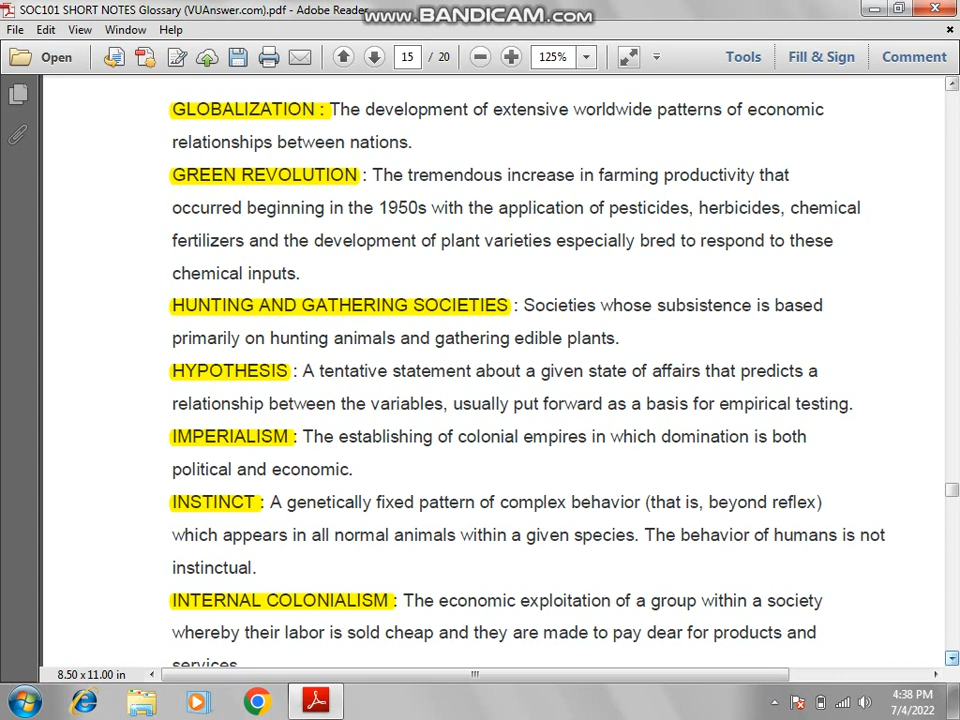 SOC101 SHORT NOTES Glossary (VUAnswer.com).pdf - Adobe Reader
www.BANDICAM.com
File Edit View Window Help
Open 15 / 20 125% Tools Fill & Sign Comment
GLOBALIZATION : The development of extensive worldwide patterns of economic
relationships between nations.
GREEN REVOLUTION : The tremendous increase in farming productivity that
occurred beginning in the 1950s with the application of pesticides, herbicides, chemical
fertilizers and the development of plant varieties especially bred to respond to these
chemical inputs.
HUNTING AND GATHERING SOCIETIES : Societies whose subsistence is based
primarily on hunting animals and gathering edible plants.
HYPOTHESIS : A tentative statement about a given state of affairs that predicts a
relationship between the variables, usually put forward as a basis for empirical testing.
IMPERIALISM : The establishing of colonial empires in which domination is both
political and economic.
INSTINCT : A genetically fixed pattern of complex behavior (that is, beyond reflex)
which appears in all normal animals within a given species. The behavior of humans is not
instinctual.
INTERNAL COLONIALISM : The economic exploitation of a group within a society
whereby their labor is sold cheap and they are made to pay dear for products and
services
8.50 x 11.00 in
4:38 PM
7/4/2022